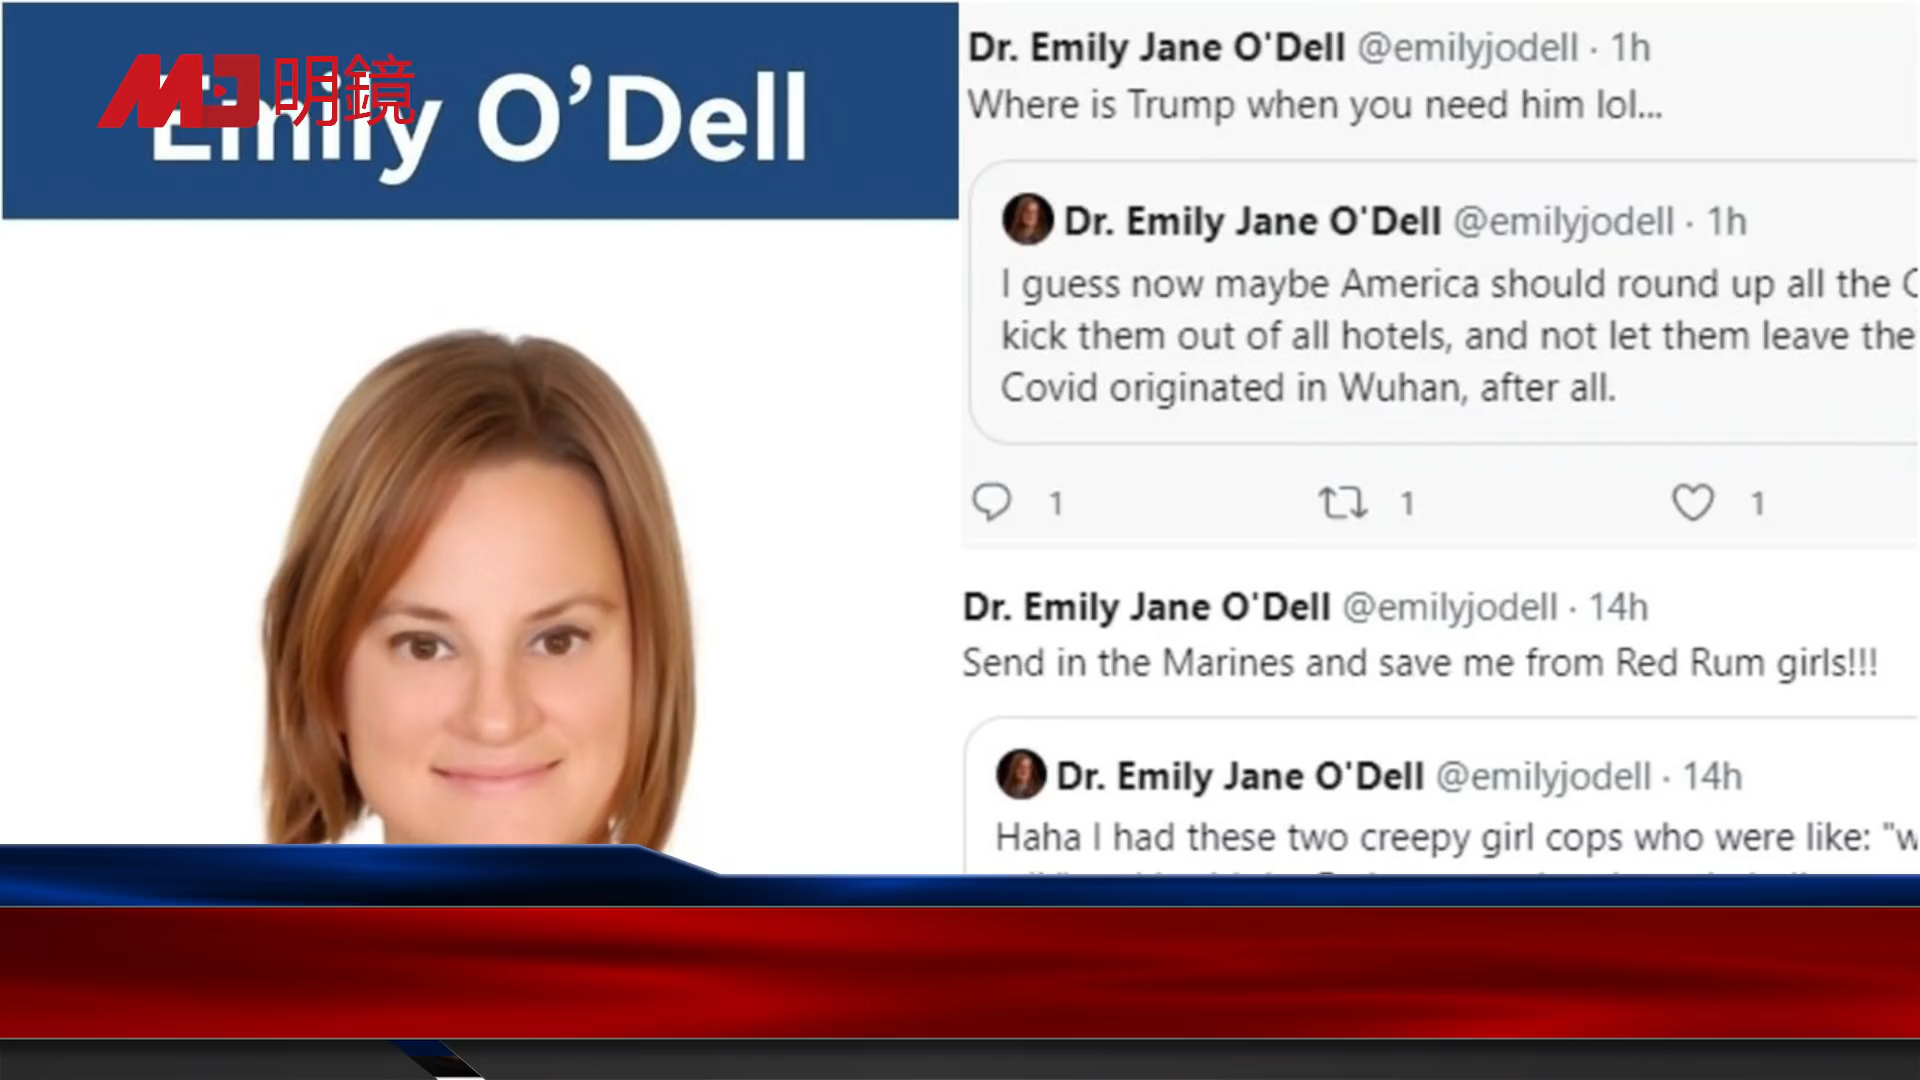 明鏡
Emily O’Dell
Dr. Emily Jane O'Dell @emilyjodell · 1h
Where is Trump when you need him lol...
Dr. Emily Jane O'Dell @emilyjodell · 1h
I guess now maybe America should round up all the C
kick them out of all hotels, and not let them leave the
Covid originated in Wuhan, after all.
1 1 1
Dr. Emily Jane O'Dell @emilyjodell · 14h
Send in the Marines and save me from Red Rum girls!!!
Dr. Emily Jane O'Dell @emilyjodell · 14h
Haha I had these two creepy girl cops who were like: "w